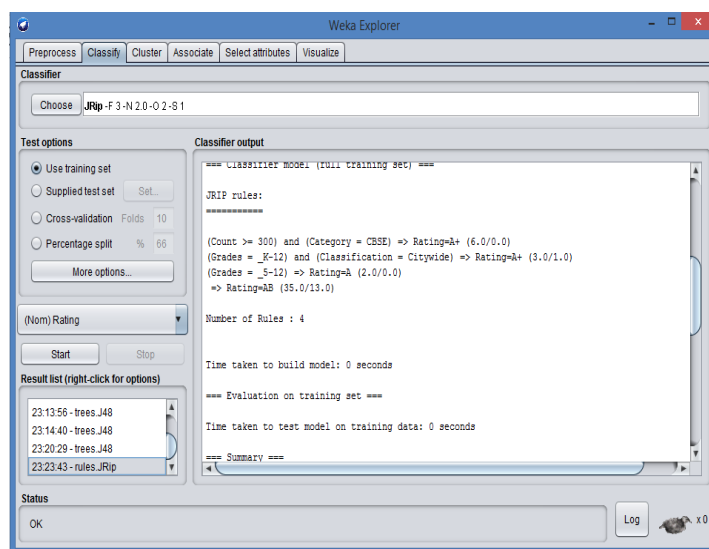 Weka Explorer
Preprocess Classify Cluster Associate Select attributes Visualize
Classifier
Choose JRip -F 3 -N 2.0 -O 2 -S 1
Test options
Use training set
Supplied test set Set...
Cross-validation Folds 10
Percentage split % 66
More options...
(Nom) Rating
Start Stop
Result list (right-click for options)
23:13:56 - trees.J48
23:14:40 - trees.J48
23:20:29 - trees.J48
23:23:43 - rules.JRip
Classifier output
=== Classifier model (full training set) ===
JRIP rules:
===========
(Count >= 300) and (Category = CBSE) => Rating=A+ (6.0/0.0)
(Grades = _K-12) and (Classification = Citywide) => Rating=A+ (3.0/1.0)
(Grades = _5-12) => Rating=A (2.0/0.0)
=> Rating=AB (35.0/13.0)
Number of Rules : 4
Time taken to build model: 0 seconds
=== Evaluation on training set ===
Time taken to test model on training data: 0 seconds
=== Summary ===
Status
OK
Log x 0